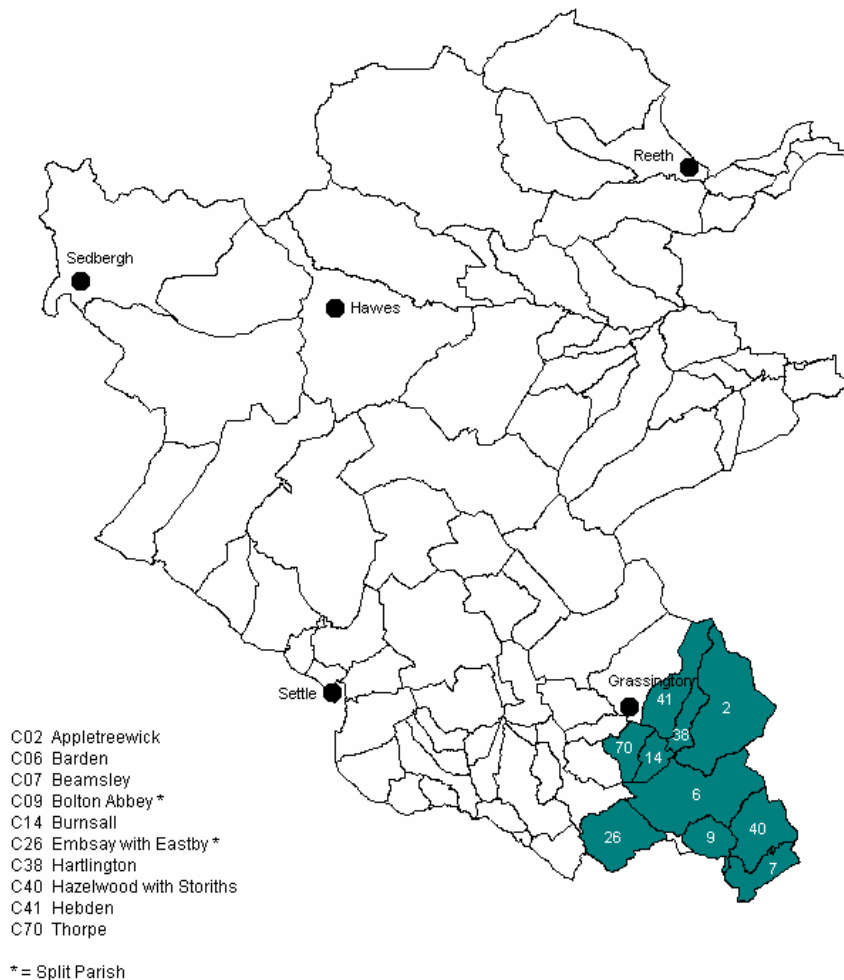 Reeth
Sedbergh
Hawes
Grassington
Settle
41
2
38
70
14
6
26
9
40
7
C02 Appletreewick
C06 Barden
C07 Beamsley
C09 Bolton Abbey *
C14 Burnsall
C26 Embsay with Eastby *
C38 Hartlington
C40 Hazelwood with Storiths
C41 Hebden
C70 Thorpe
* = Split Parish